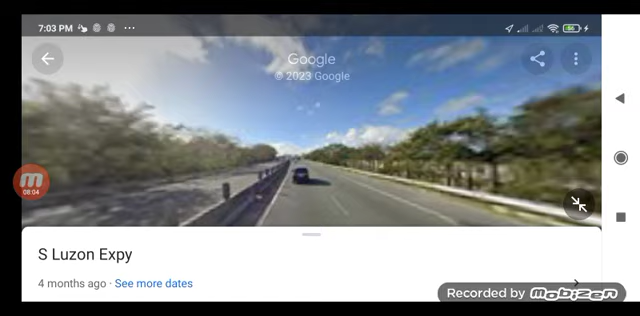 7:03 PM
Google
© 2023 Google
m
08:04
S Luzon Expy
4 months ago · See more dates
Recorded by mobizen